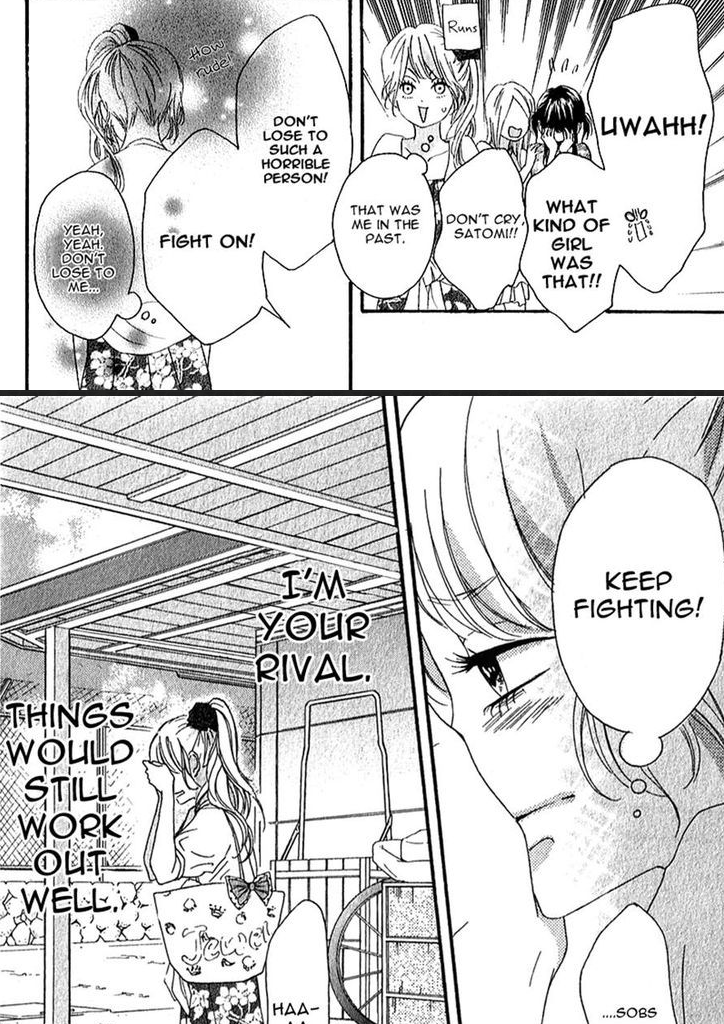 UWAHH!
WHAT
KIND OF
GIRL
WAS
THAT!!
Runs
DON'T CRY,
SATOMI!!
THAT WAS
ME IN THE
PAST.
DON'T
LOSE TO
SUCH A
HORRIBLE
PERSON!
How
rude!
FIGHT ON!
YEAH,
YEAH.
DON'T
LOSE TO
ME...
KEEP
FIGHTING!
....SOBS
I'M
YOUR
RIVAL.
THINGS
WOULD
STILL
WORK
OUT
WELL.
Jewel
HAA-